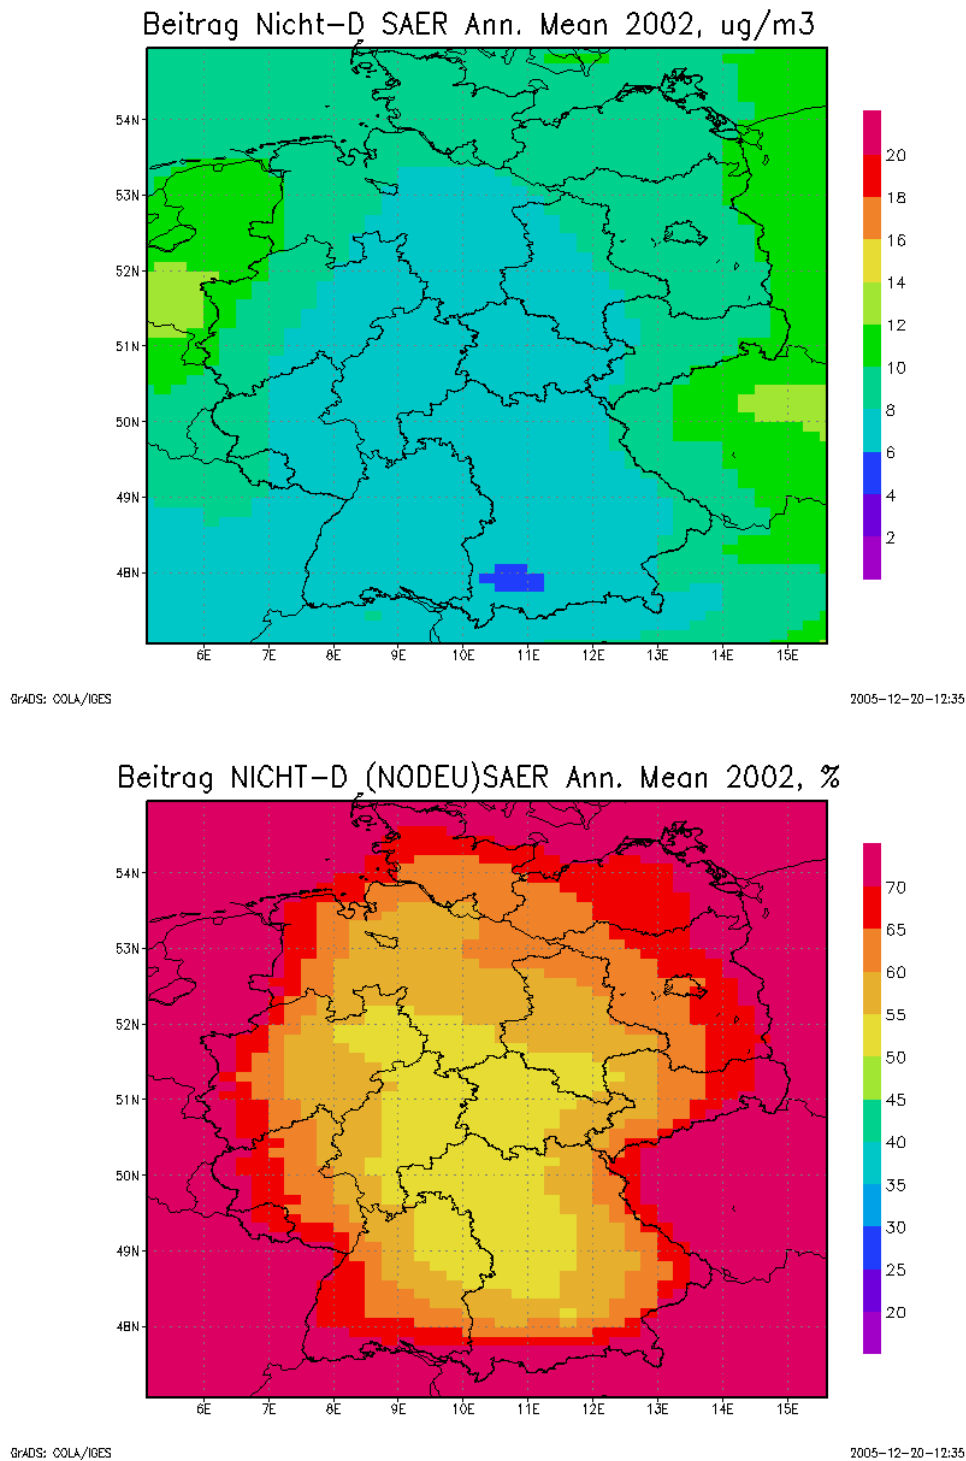 Beitrag Nicht-D SAER Ann. Mean 2002, ug/m3
54N
53N
52N
51N
50N
49N
48N
6E 7E 8E 9E 10E 11E 12E 13E 14E 15E
20
18
16
14
12
10
8
6
4
2
GrADS: COLA/IGES 2005-12-20-12:35
Beitrag NICHT-D (NODEU)SAER Ann. Mean 2002, %
54N
53N
52N
51N
50N
49N
48N
6E 7E 8E 9E 10E 11E 12E 13E 14E 15E
70
65
60
55
50
45
40
35
30
25
20
GrADS: COLA/IGES 2005-12-20-12:35